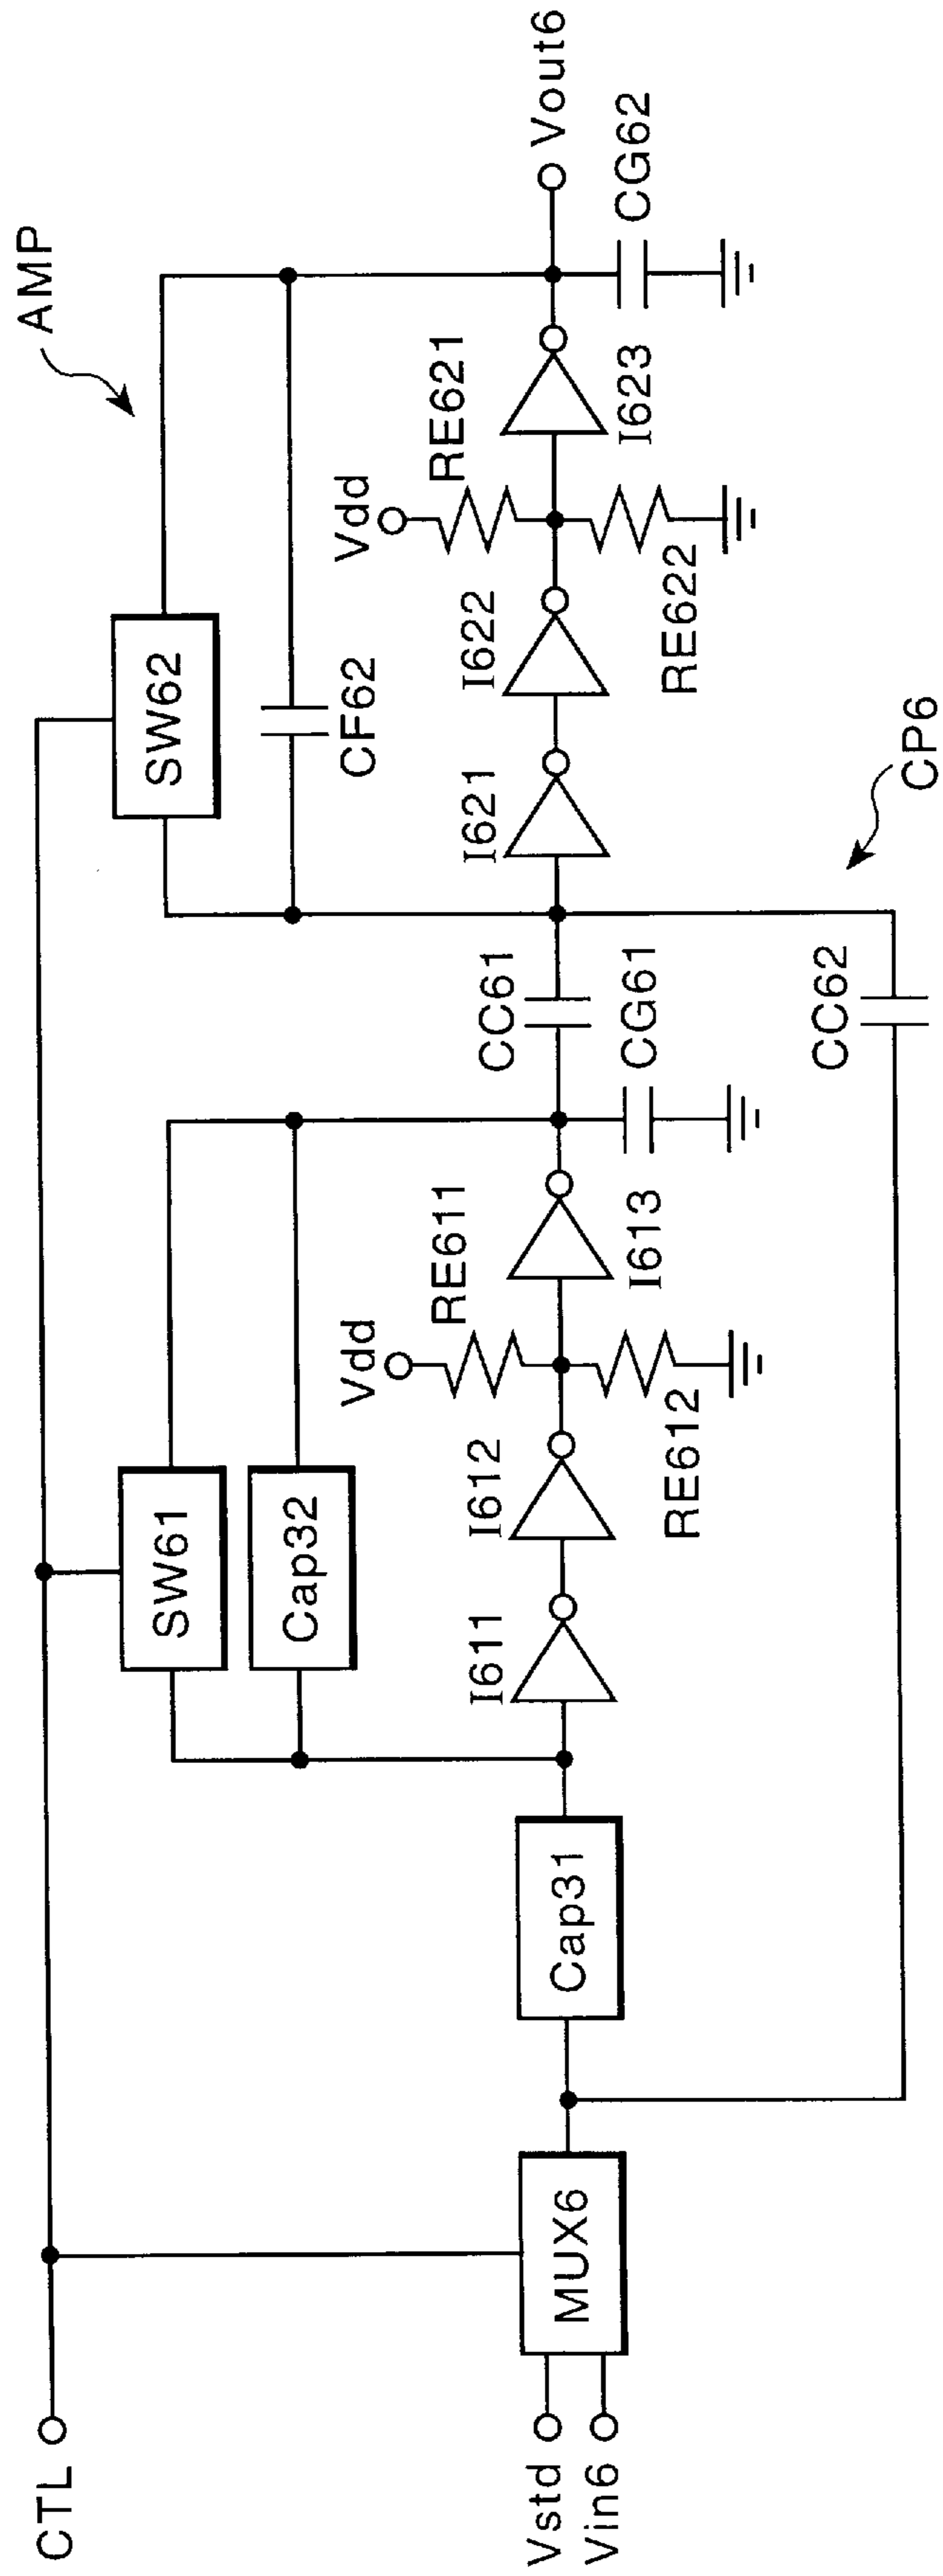 AMP
CTL
SW61
SW62
Cap32
CF62
Vdd
RE611
Vdd
RE621
I611
I612
CC61
I621
I622
Vout6
Vstd
Vin6
MUX6
Cap31
RE612
I613
CG61
RE622
I623
CG62
CC62
CP6